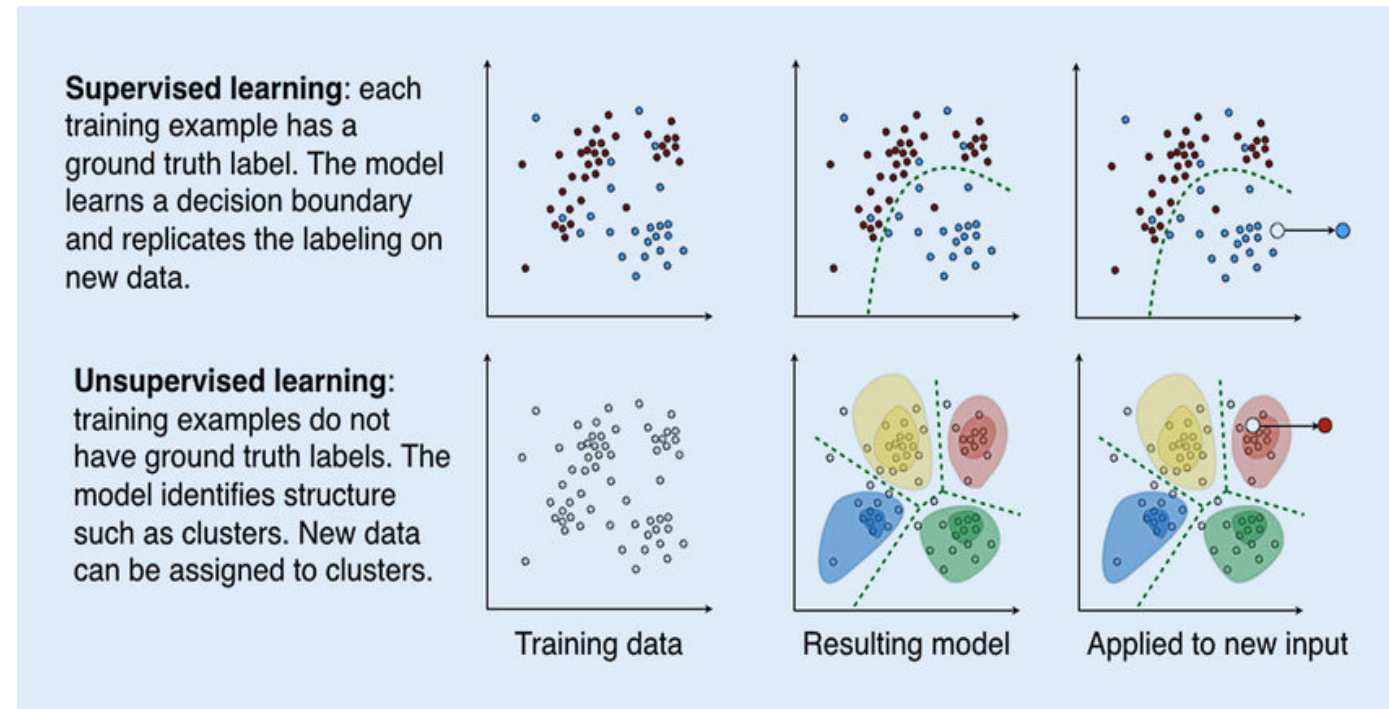 Supervised learning: each
training example has a
ground truth label. The model
learns a decision boundary
and replicates the labeling on
new data.
Unsupervised learning:
training examples do not
have ground truth labels. The
model identifies structure
such as clusters. New data
can be assigned to clusters.
Training data
Resulting model
Applied to new input